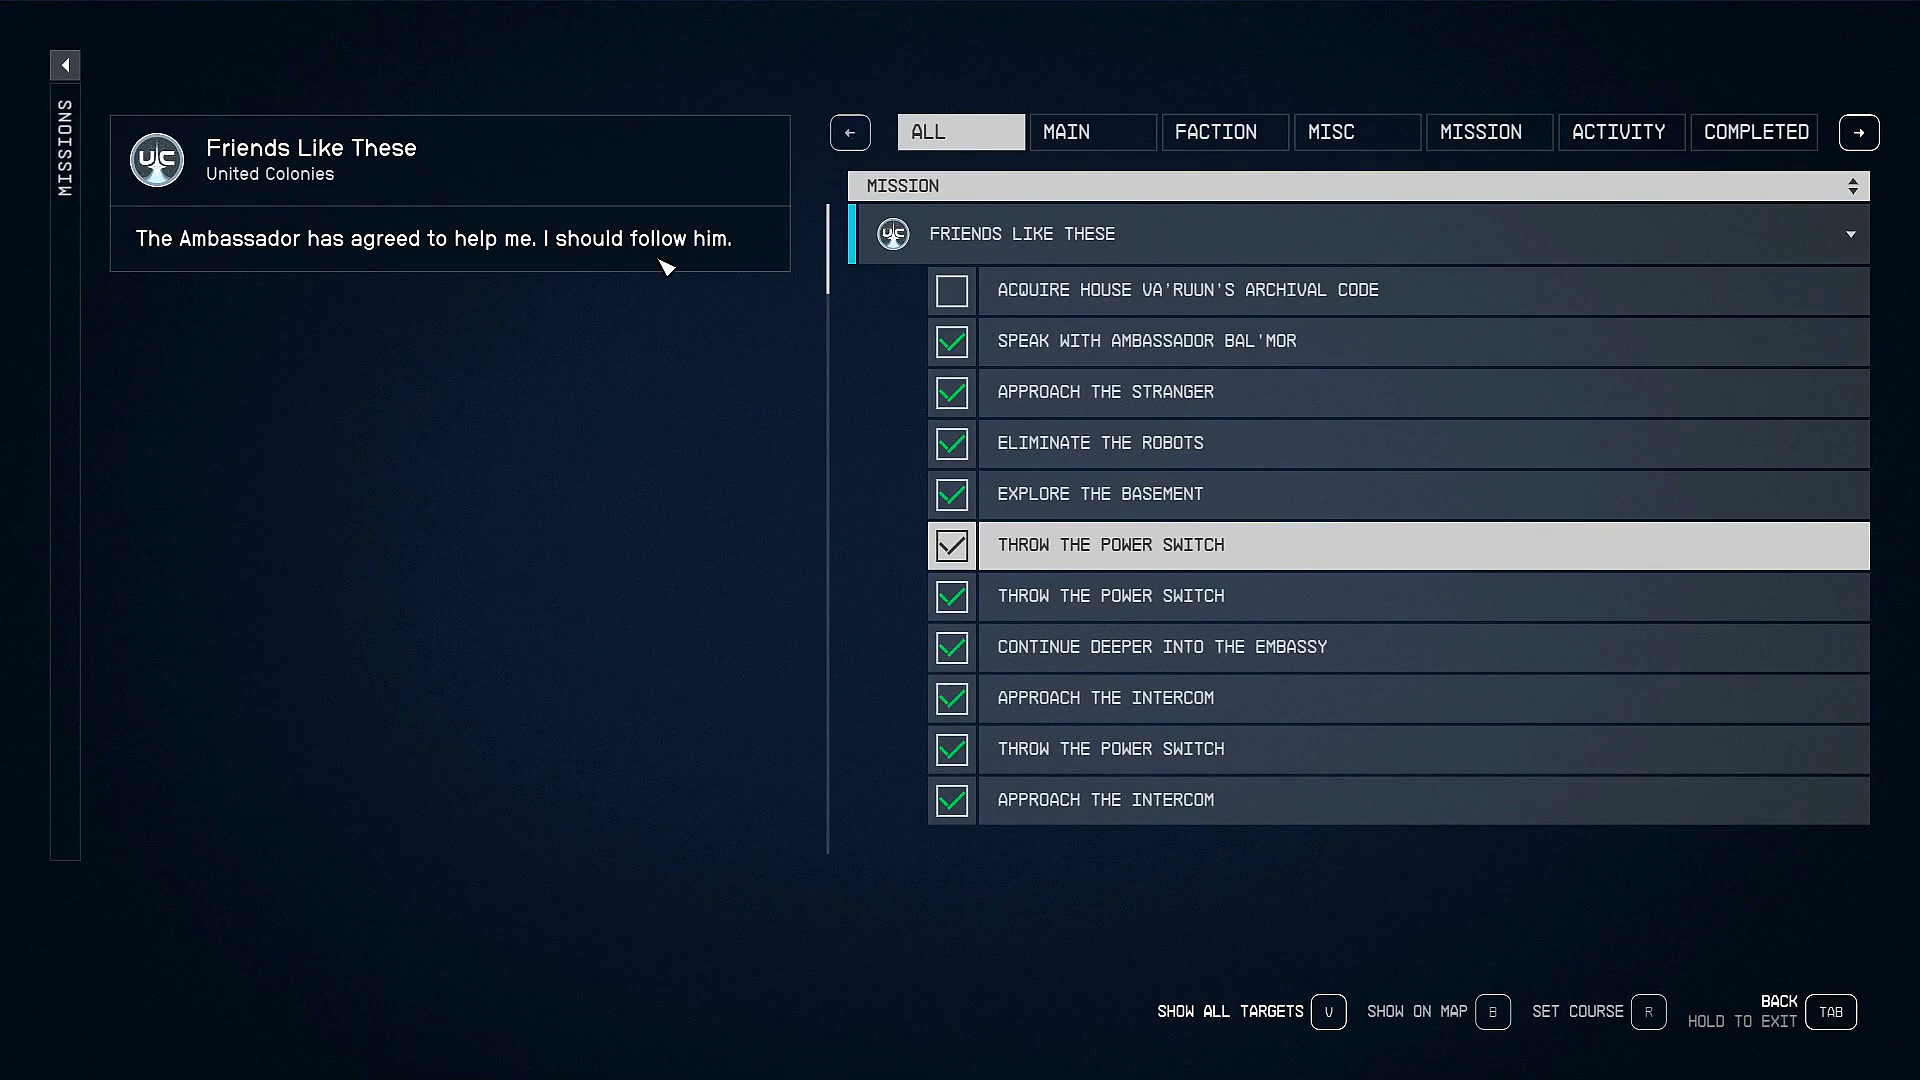 MISSIONS
UC
Friends Like These
United Colonies
The Ambassador has agreed to help me. I should follow him.
ALL
MAIN
FACTION
MISC
MISSION
ACTIVITY
COMPLETED
MISSION
UC
FRIENDS LIKE THESE
ACQUIRE HOUSE VA'RUUN'S ARCHIVAL CODE
SPEAK WITH AMBASSADOR BAL'MOR
APPROACH THE STRANGER
ELIMINATE THE ROBOTS
EXPLORE THE BASEMENT
THROW THE POWER SWITCH
THROW THE POWER SWITCH
CONTINUE DEEPER INTO THE EMBASSY
APPROACH THE INTERCOM
THROW THE POWER SWITCH
APPROACH THE INTERCOM
SHOW ALL TARGETS V
SHOW ON MAP B
SET COURSE R
BACK
HOLD TO EXIT
TAB